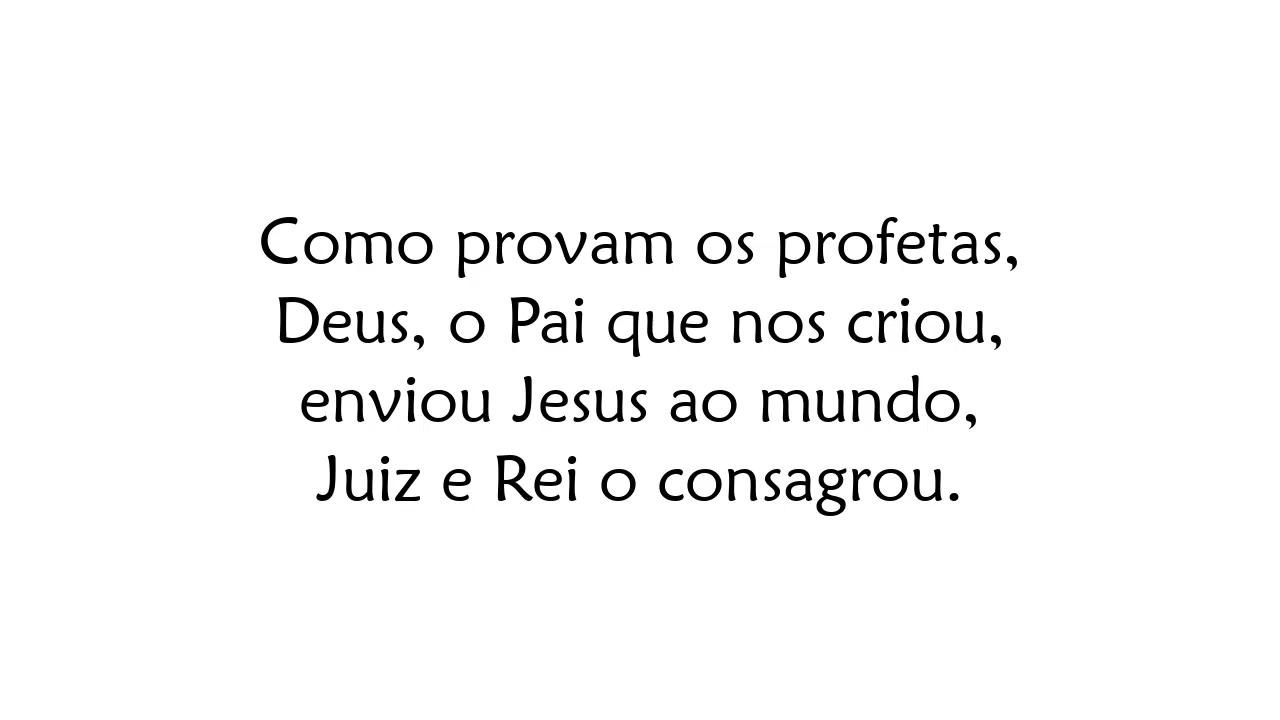 Como provam os profetas,
Deus, o Pai que nos criou,
enviou Jesus ao mundo,
Juiz e Rei o consagrou.